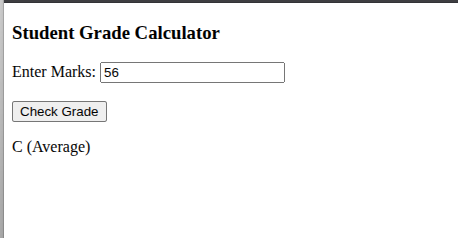 Student Grade Calculator
Enter Marks: 56
Check Grade
C (Average)